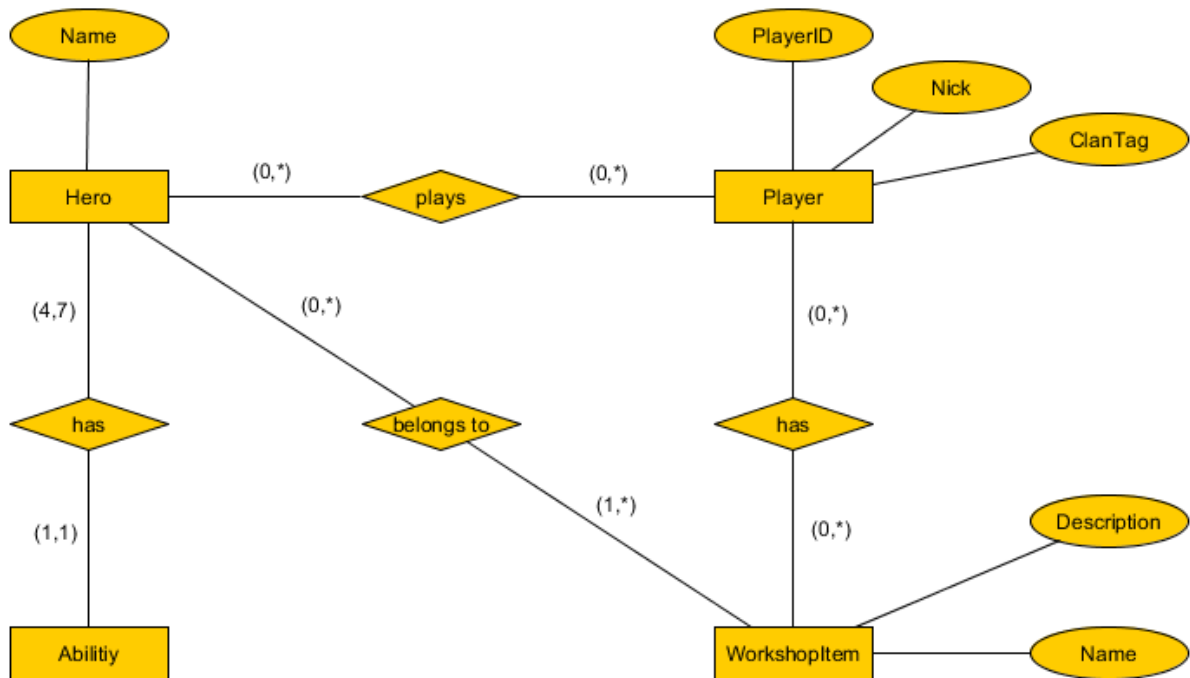 Name
PlayerID
Nick
ClanTag
(0,*)
(0,*)
Hero
plays
Player
(4,7)
(0,*)
(0,*)
has
belongs to
has
(1,*)
(1,1)
(0,*)
Description
Abilitiy
WorkshopItem
Name